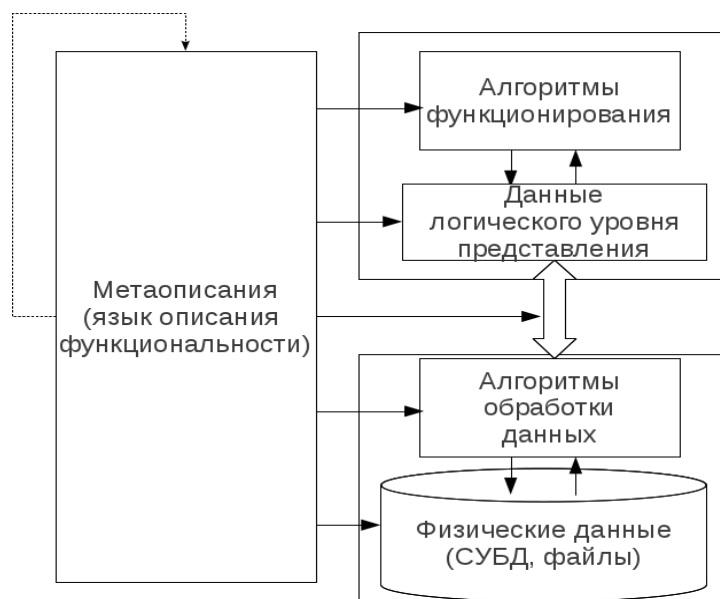 Алгоритмы
функционирования
Данные
логического уровня
представления
Метаописания
(язык описания
функциональности)
Алгоритмы
обработки
данных
Физические данные
(СУБД, файлы)